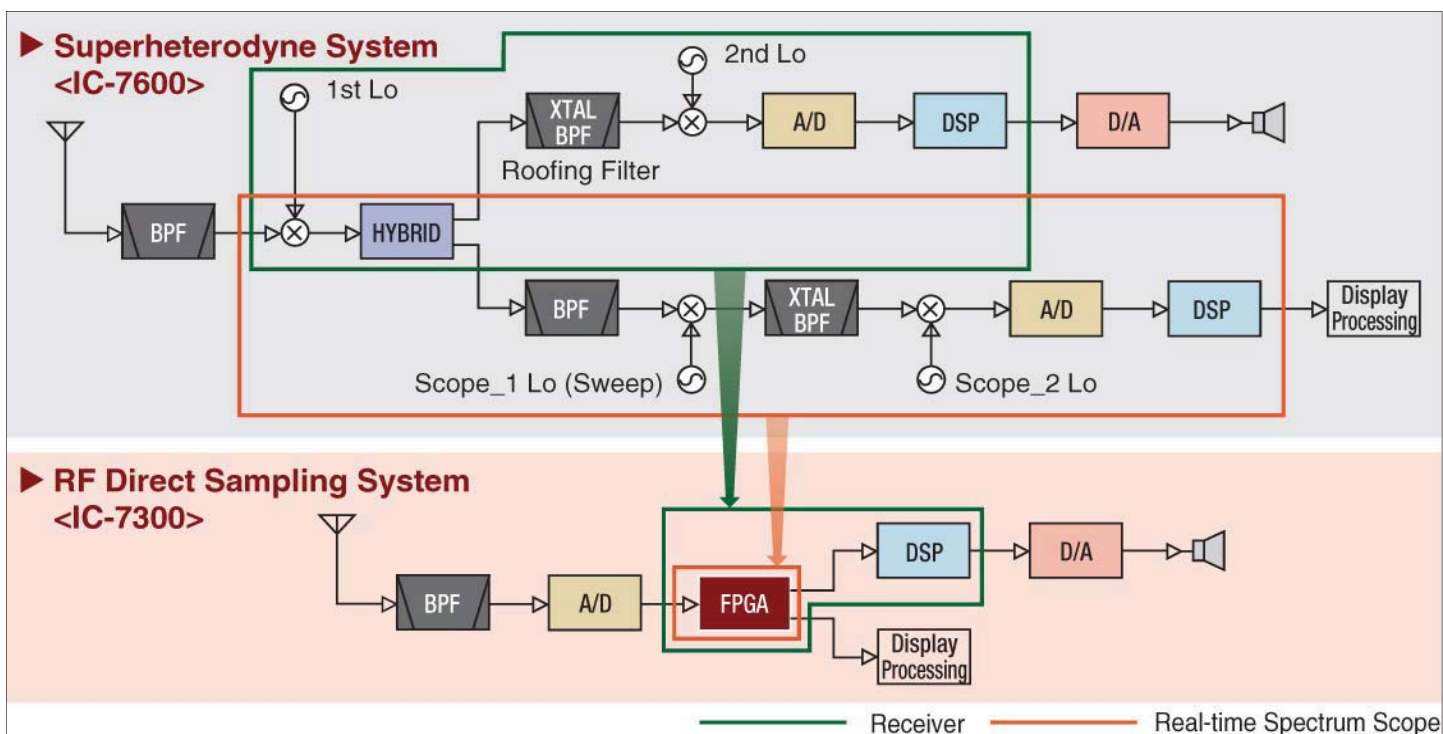 ▶ Superheterodyne System
<IC-7600>
1st Lo
2nd Lo
XTAL
BPF
A/D
DSP
D/A
Roofing Filter
BPF
HYBRID
BPF
XTAL
BPF
A/D
DSP
Display
Processing
Scope_1 Lo (Sweep)
Scope_2 Lo
▶ RF Direct Sampling System
<IC-7300>
DSP
D/A
BPF
A/D
FPGA
Display
Processing
Receiver
Real-time Spectrum Scope